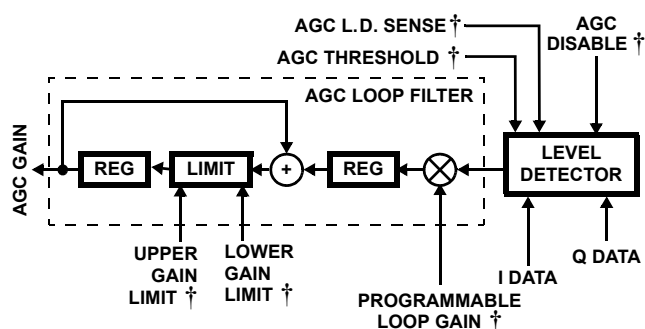 AGC L.D. SENSE †
AGC
DISABLE †
AGC THRESHOLD †
AGC LOOP FILTER
AGC GAIN
REG
LIMIT
+
REG
LEVEL
DETECTOR
UPPER
GAIN
LIMIT †
LOWER
GAIN
LIMIT †
PROGRAMMABLE
LOOP GAIN †
I DATA
Q DATA